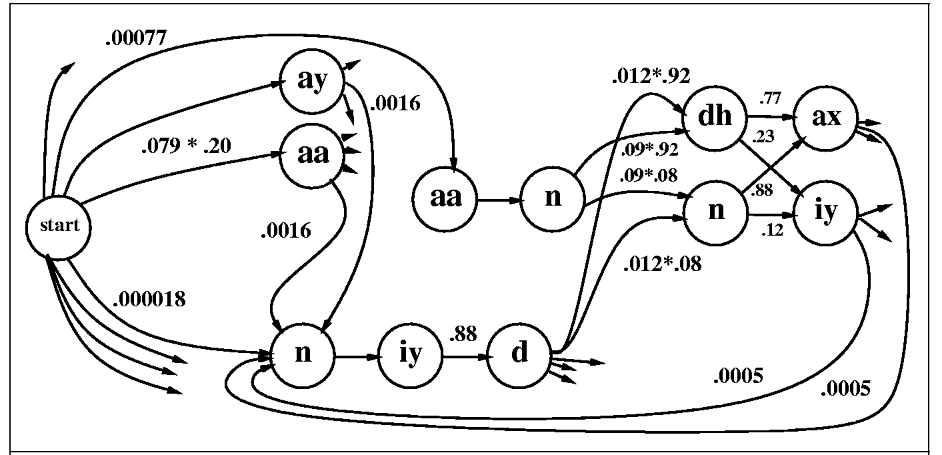 .00077
ay
.0016
.079 * .20
aa
start
.0016
.000018
aa
n
.012*.92
dh
.77
ax
.23
.09*.92
.09*.08
n
.88
.12
iy
.012*.08
n
iy
.88
d
.0005
.0005